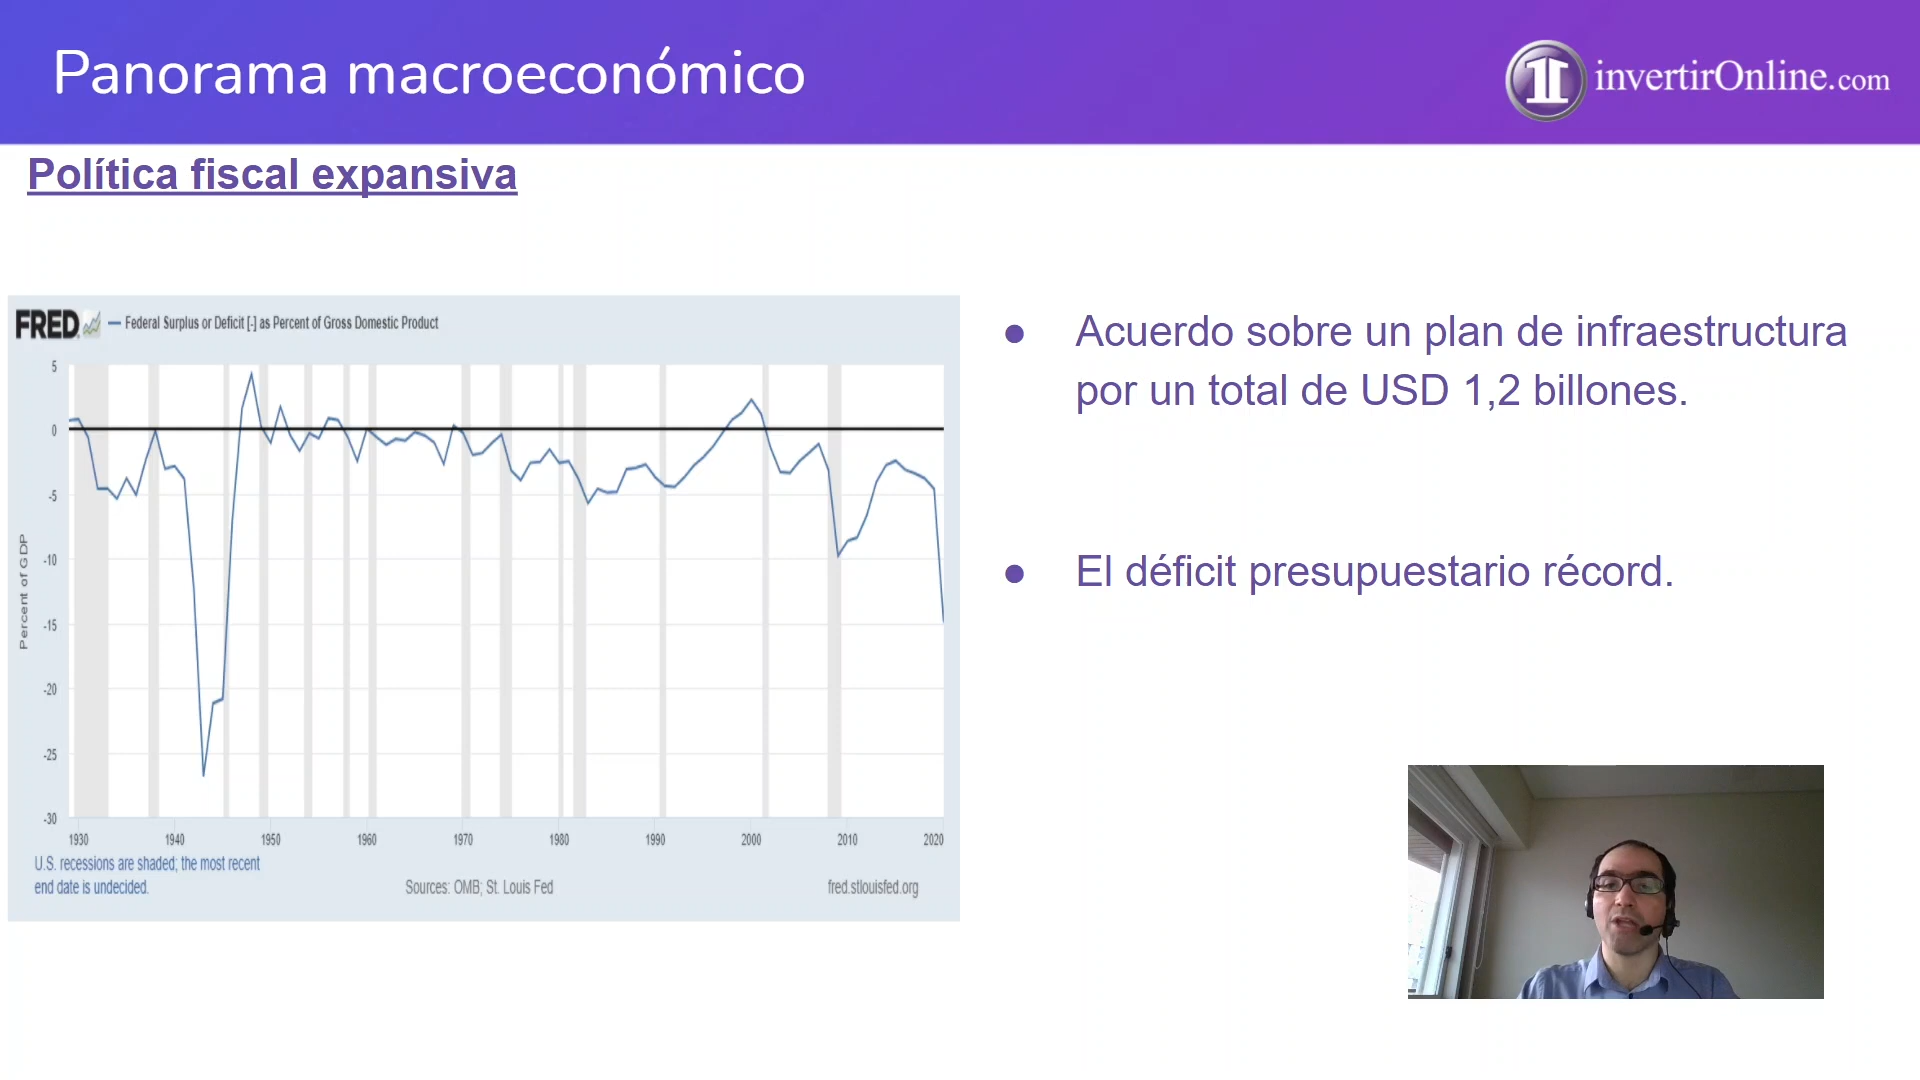 Panorama macroeconómico
invertirOnline.com
Política fiscal expansiva
FRED
Federal Surplus or Deficit [-] as Percent of Gross Domestic Product
5
0
-5
-10
-15
-20
-25
-30
Percent of GDP
1930 1940 1950 1960 1970 1980 1990 2000 2010 2020
U.S. recessions are shaded; the most recent
end date is undecided.
Sources: OMB; St. Louis Fed
fred.stlouisfed.org
● Acuerdo sobre un plan de infraestructura
por un total de USD 1,2 billones.
● El déficit presupuestario récord.